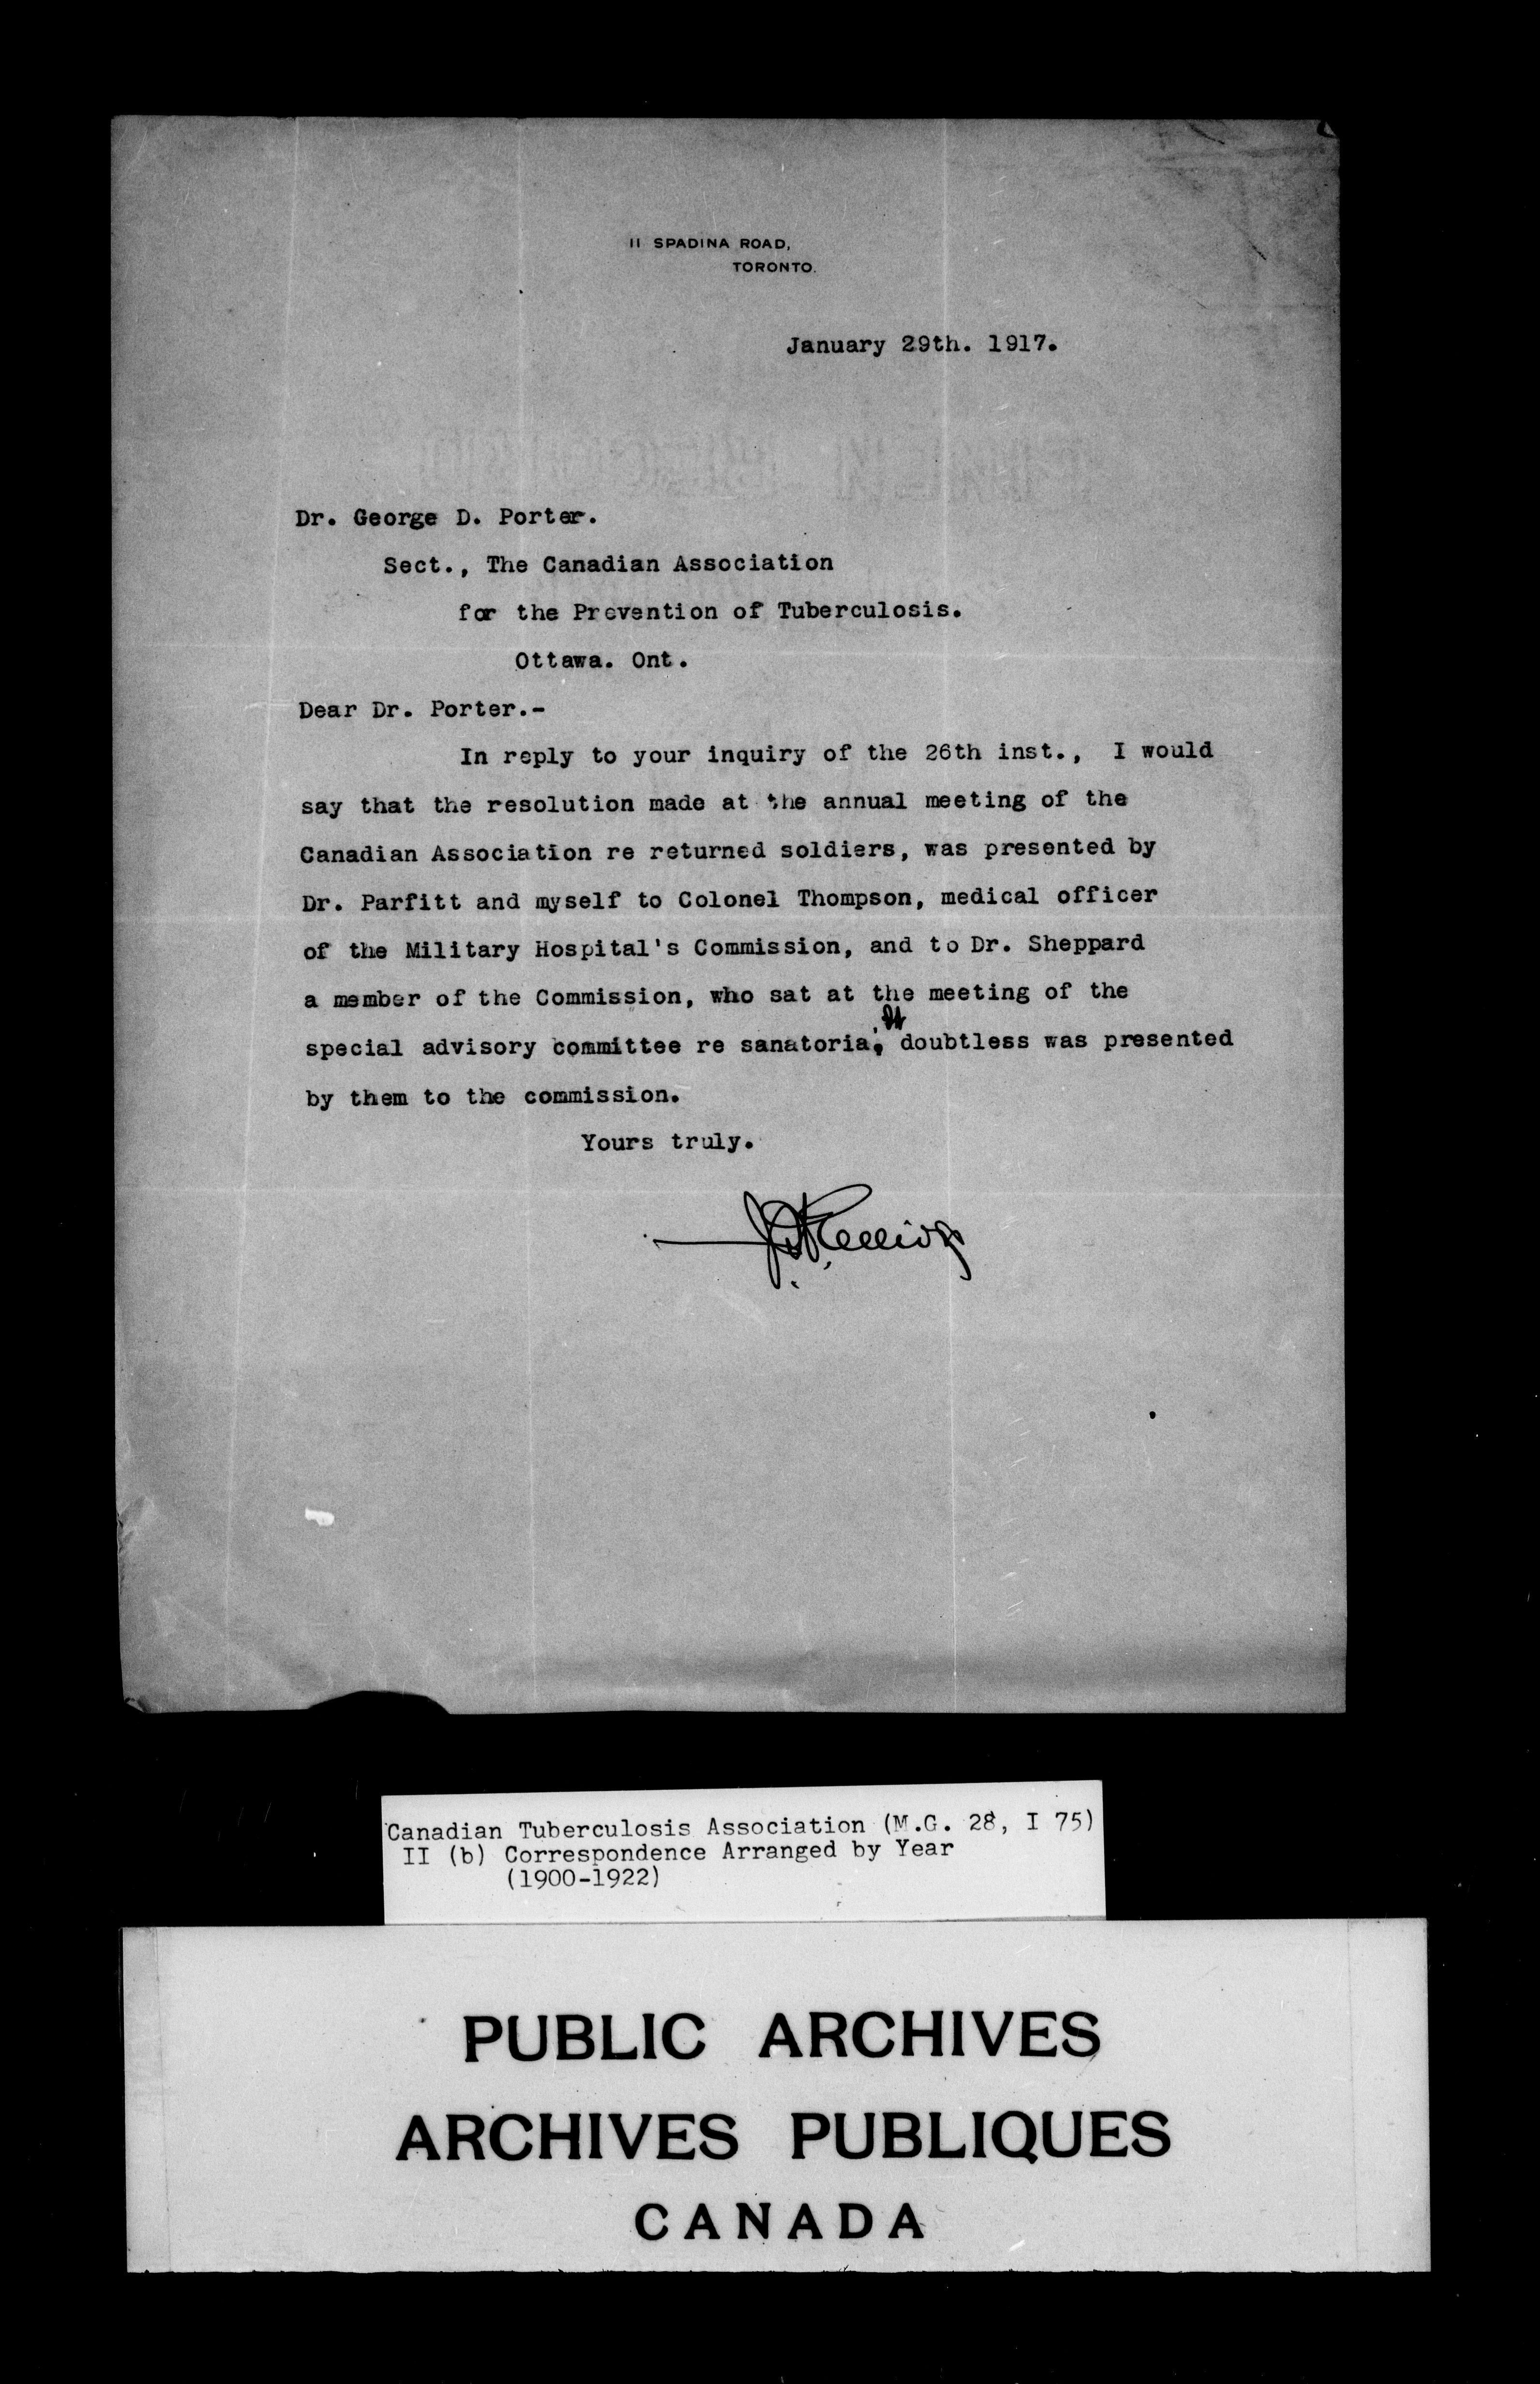 11 SPADINA ROAD,
TORONTO.
January 29th. 1917.
Dr. George D. Porter.
Sect., The Canadian Association
for the Prevention of Tuberculosis.
Ottawa. Ont.
Dear Dr. Porter.-
In reply to your inquiry of the 26th inst., I would
say that the resolution made at the annual meeting of the
Canadian Association re returned soldiers, was presented by
Dr. Parfitt and myself to Colonel Thompson, medical officer
of the Military Hospital's Commission, and to Dr. Sheppard
a member of the Commission, who sat at the meeting of the
special advisory committee re sanatoria; It doubtless was presented
by them to the commission.
Yours truly.
Canadian Tuberculosis Association (M.G. 28, I 75)
II (b) Correspondence Arranged by Year
(1900-1922)
PUBLIC ARCHIVES
ARCHIVES PUBLIQUES
CANADA